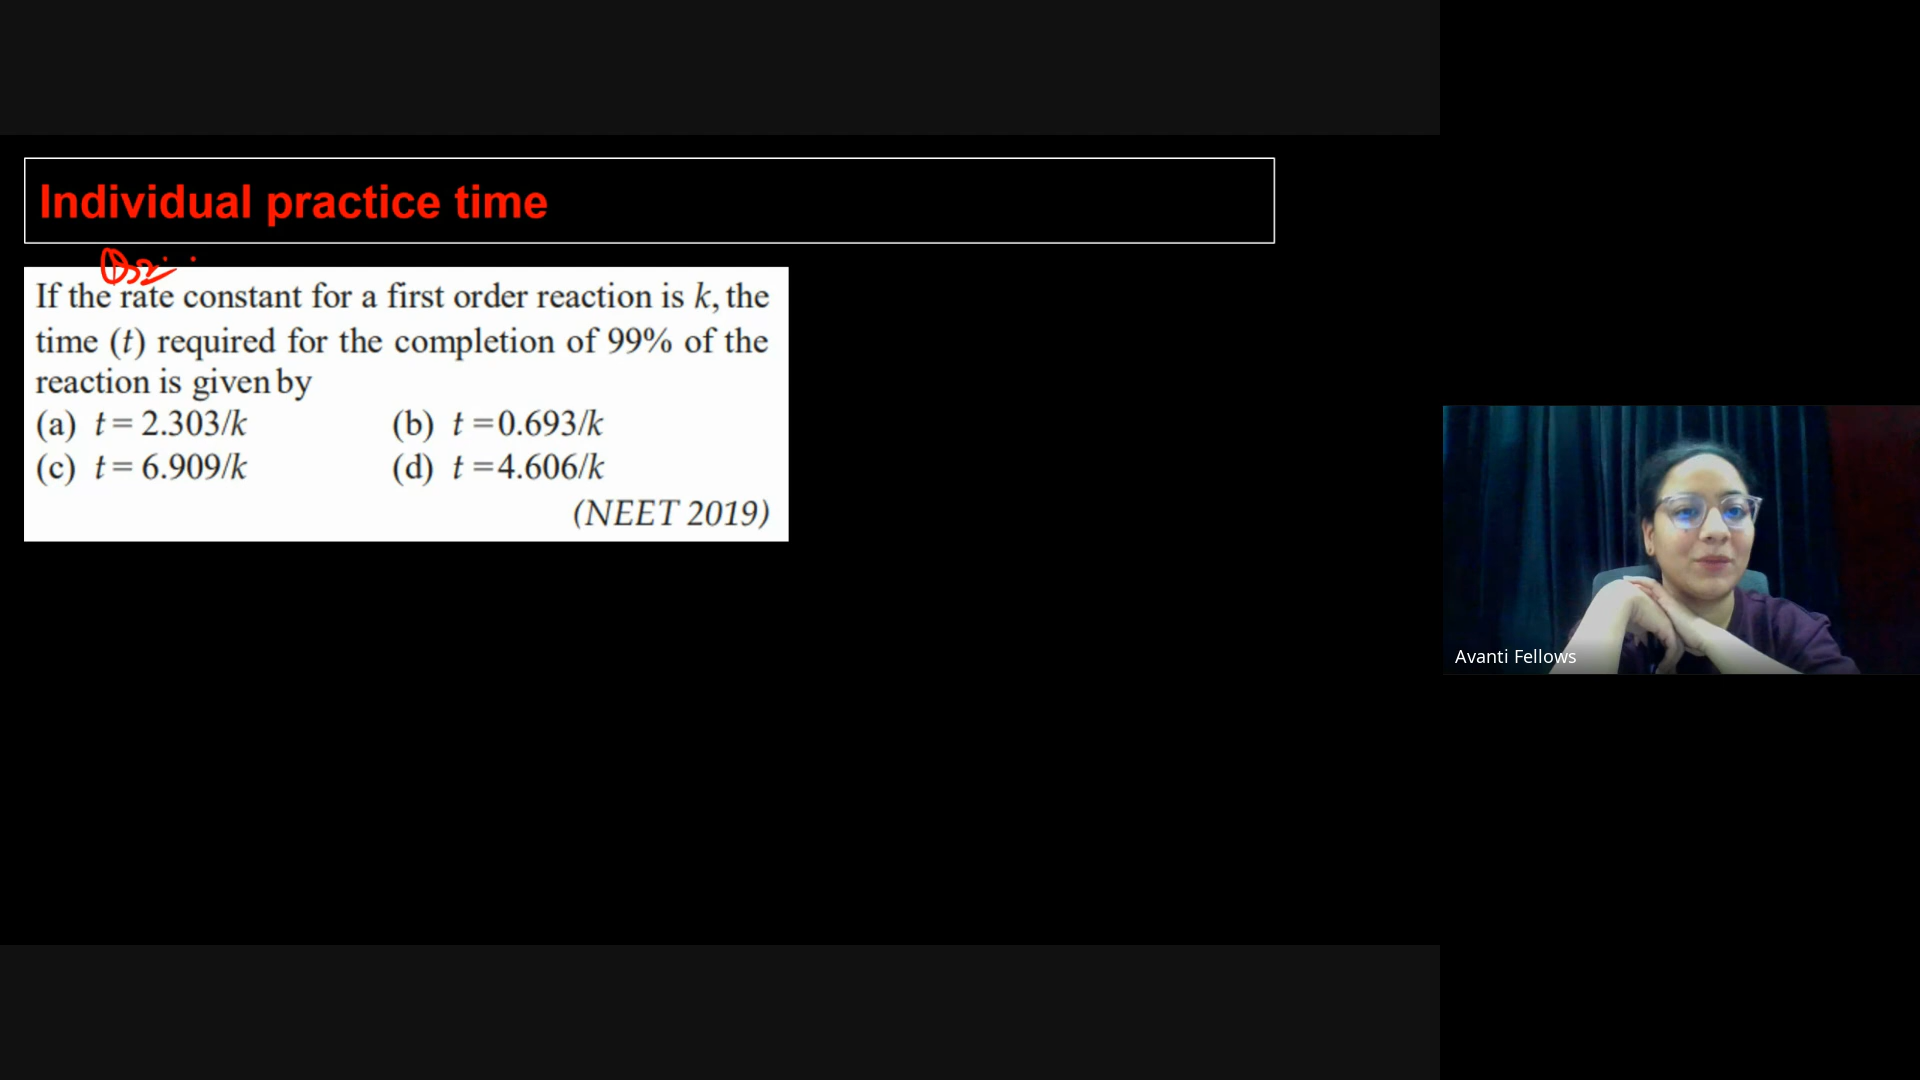 Individual practice time
If the rate constant for a first order reaction is k, the
time (t) required for the completion of 99% of the
reaction is given by
(a) t = 2.303/k (b) t = 0.693/k
(c) t = 6.909/k (d) t = 4.606/k
(NEET 2019)
Avanti Fellows